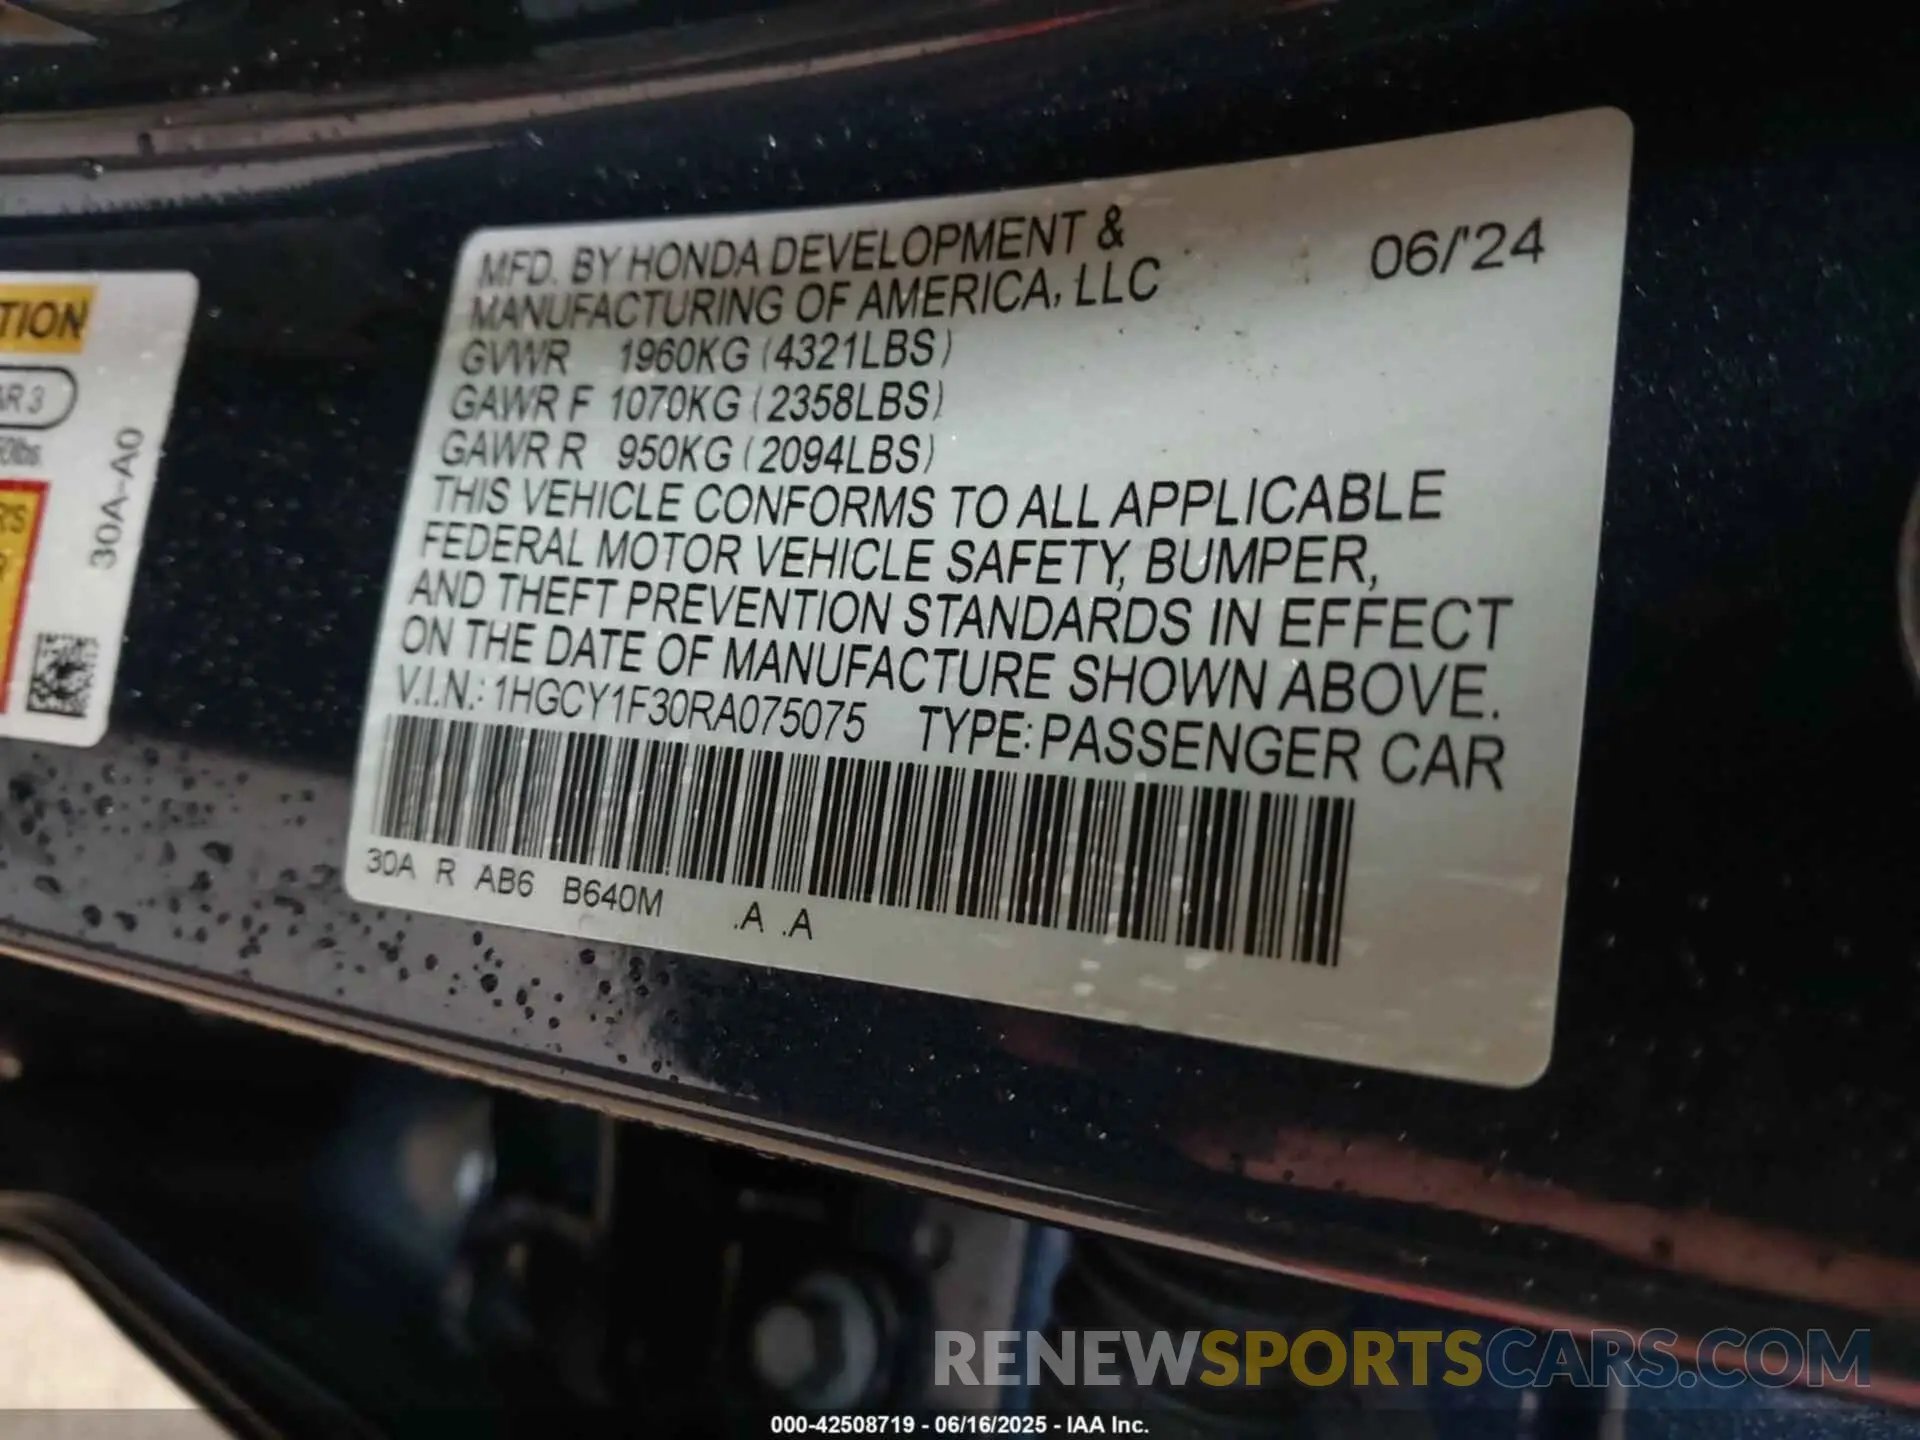 TION
AR 3
50lbs.
30A-A0
R'S
R
MFD. BY HONDA DEVELOPMENT &
MANUFACTURING OF AMERICA, LLC
06/'24
GVWR 1960KG (4321LBS)
GAWR F 1070KG (2358LBS)
GAWR R 950KG (2094LBS)
THIS VEHICLE CONFORMS TO ALL APPLICABLE
FEDERAL MOTOR VEHICLE SAFETY, BUMPER,
AND THEFT PREVENTION STANDARDS IN EFFECT
ON THE DATE OF MANUFACTURE SHOWN ABOVE.
V.I.N.: 1HGCY1F30RA075075 TYPE: PASSENGER CAR
30A R AB6 B640M .A .A
RENEWSPORTSCARS.COM
000-42508719 - 06/16/2025 - IAA Inc.